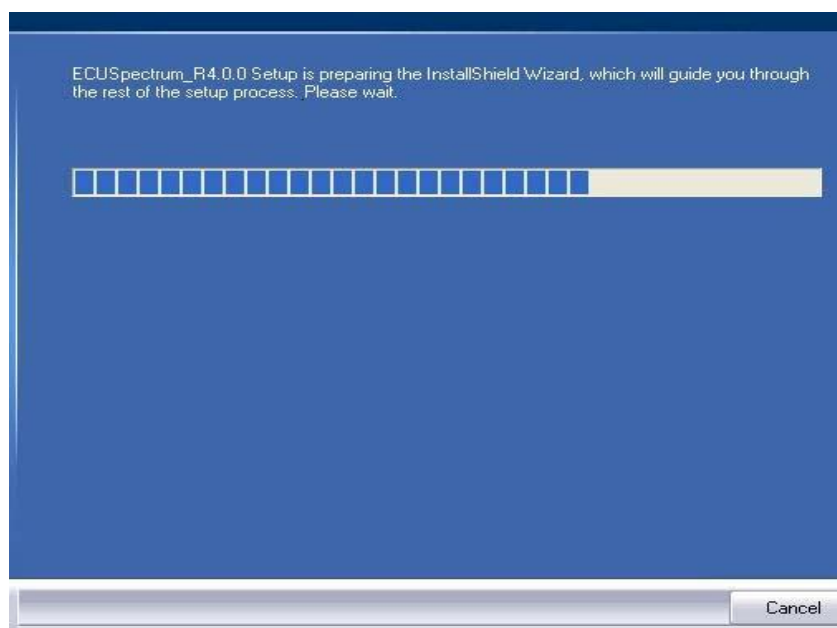 ECUSpectrum_R4.0.0 Setup is preparing the InstallShield Wizard, which will guide you through
the rest of the setup process. Please wait.
Cancel